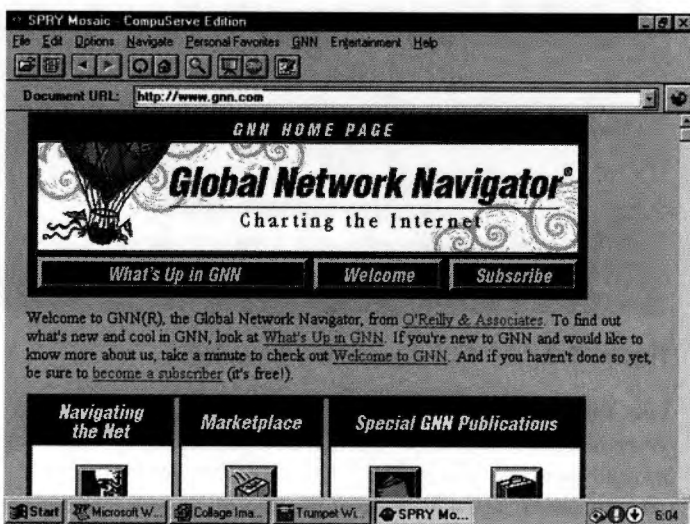 SPRY Mosaic - CompuServe Edition
File Edit Options Navigate Personal Favorites GNN Entertainment Help
Document URL: http://www.gnn.com
GNN HOME PAGE
Global Network Navigator®
Charting the Internet
What's Up in GNN Welcome Subscribe
Welcome to GNN(R), the Global Network Navigator, from O'Reilly & Associates. To find out
what's new and cool in GNN, look at What's Up in GNN. If you're new to GNN and would like to
know more about us, take a minute to check out Welcome to GNN. And if you haven't done so yet,
be sure to become a subscriber (it's free!).
Navigating
the Net
Marketplace
Special GNN Publications
Start Microsoft W... Collage Ima... Trumpet Wi... SPRY Mo... 6:04